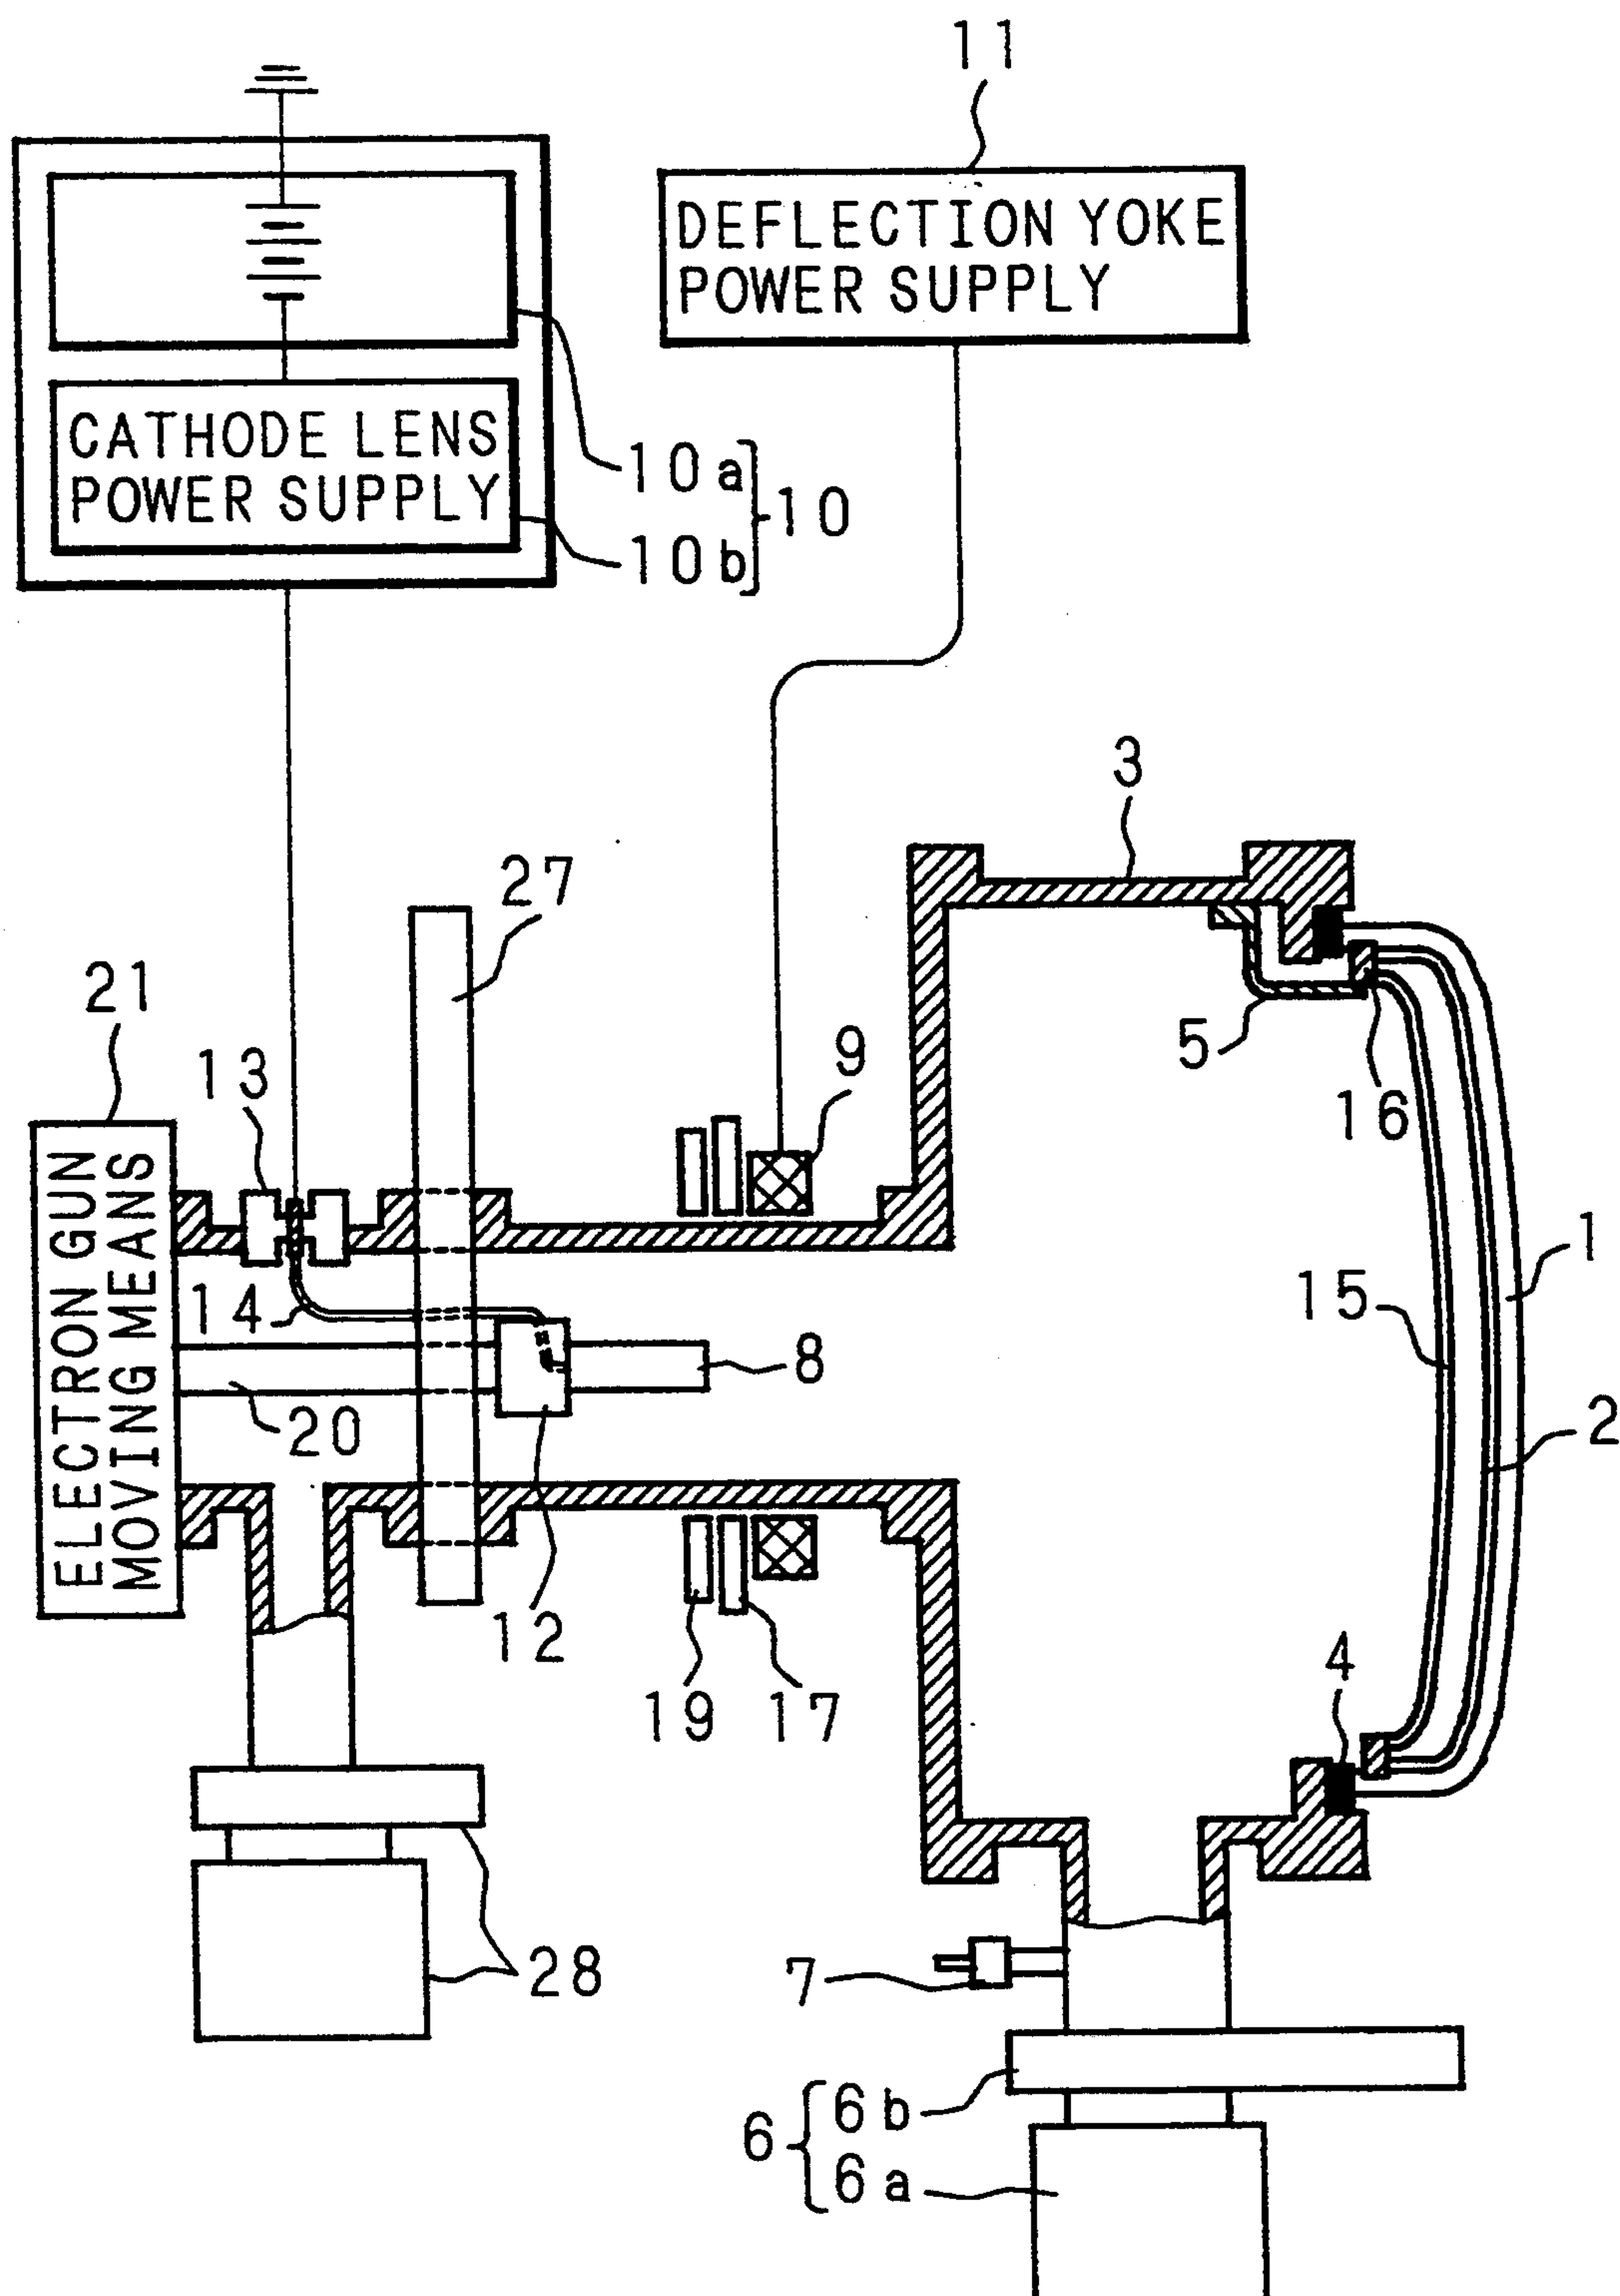 11
DEFLECTION YOKE
POWER SUPPLY
CATHODE LENS
POWER SUPPLY
10a
10b
10
3
27
21
13
9
5
16
ELECTRON GUN
MOVING MEANS
14
1
15
8
20
2
12
19
17
4
28
7
6
6b
6a